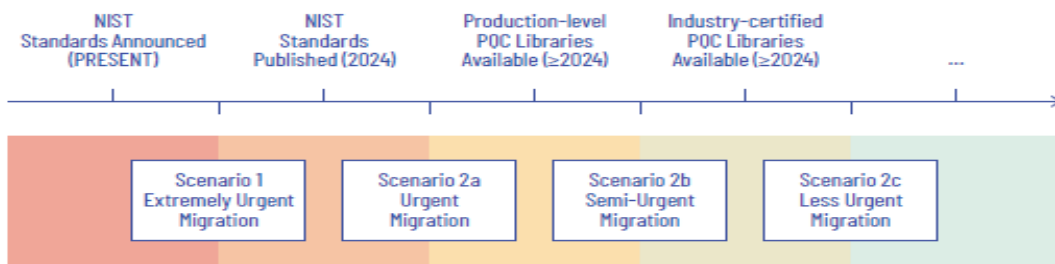 NIST
Standards Announced
(PRESENT)
NIST
Standards
Published (2024)
Production-level
PQC Libraries
Available (≥2024)
Industry-certified
PQC Libraries
Available (≥2024)
...
Scenario 1
Extremely Urgent
Migration
Scenario 2a
Urgent
Migration
Scenario 2b
Semi-Urgent
Migration
Scenario 2c
Less Urgent
Migration